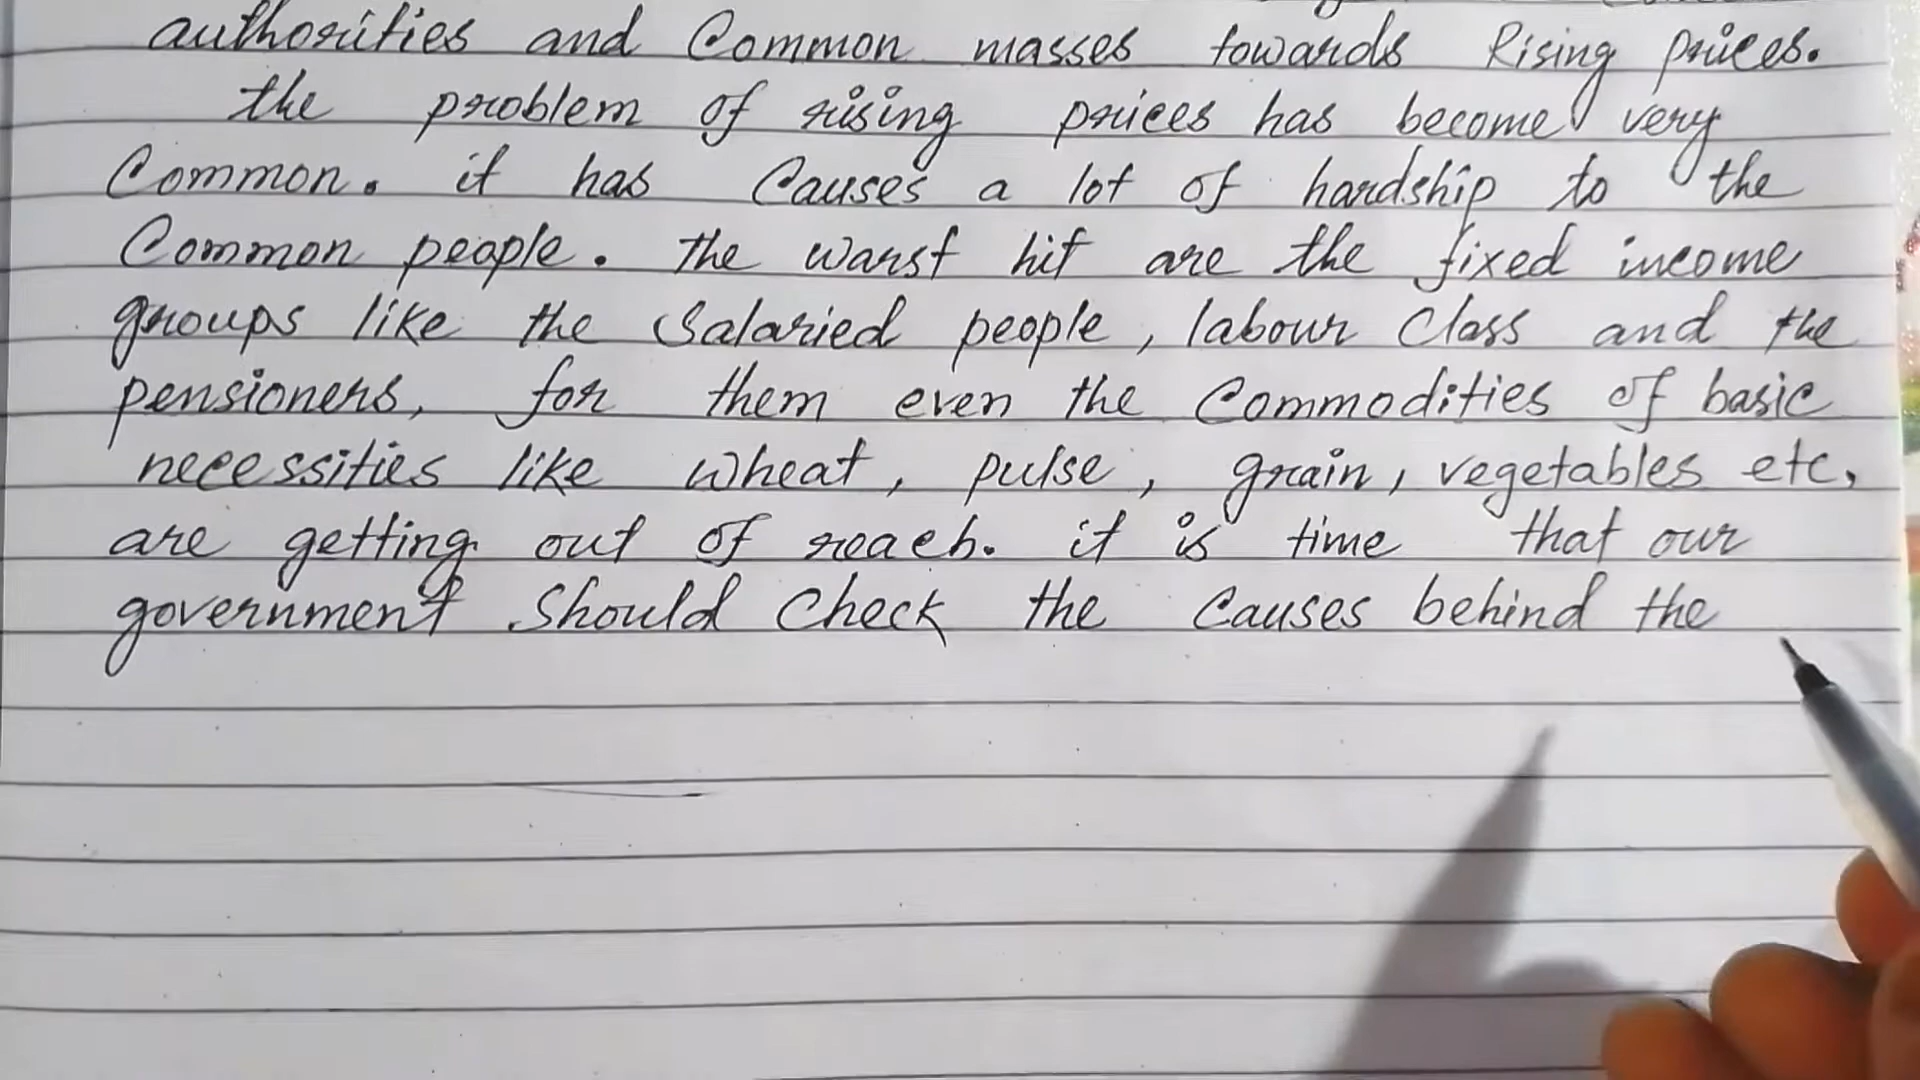 authorities and Common masses towards Rising prices.
the problem of rising prices has become very
Common. it has Causes a lot of hardship to the
Common people. The warst hit are the fixed income
groups like the Salaried people, labour Class and the
pensioners, for them even the Commodities of basic
necessities like wheat, pulse, grain, vegetables etc.
are getting out of reach. it is time that our
government Should Check the Causes behind the